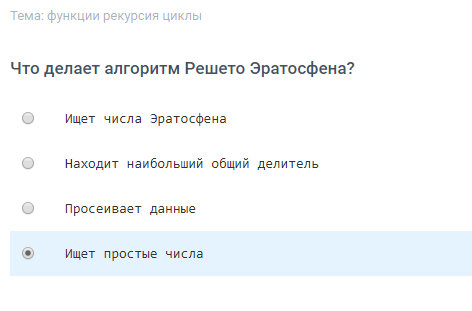 Тема: функции рекурсия циклы
Что делает алгоритм Решето Эратосфена?
Ищет числа Эратосфена
Находит наибольший общий делитель
Просеивает данные
Ищет простые числа